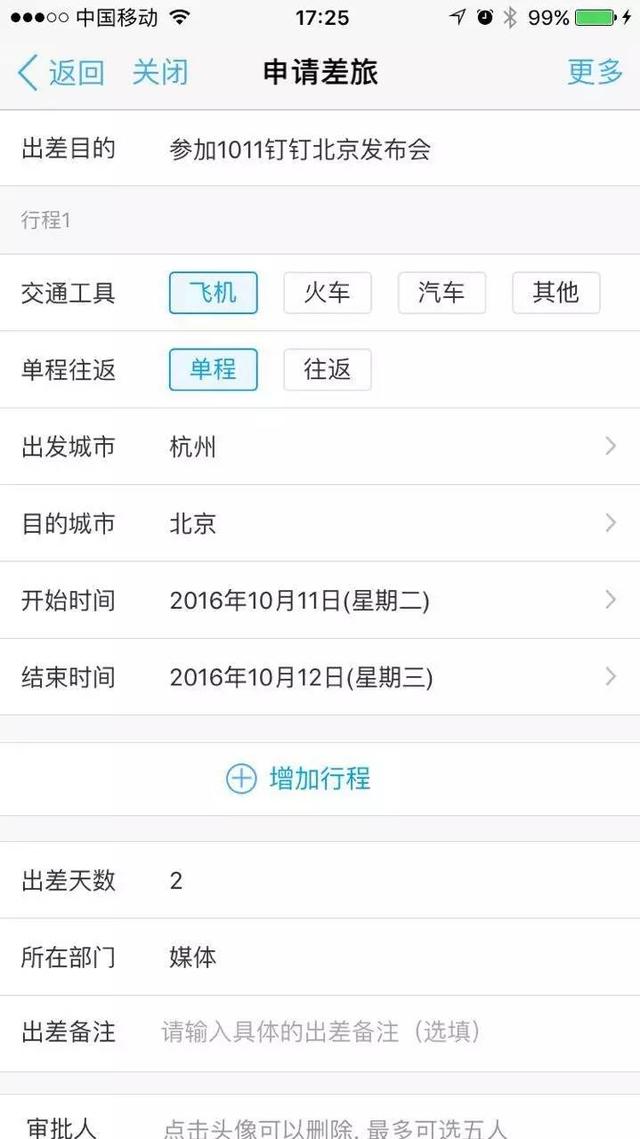 中国移动 17:25 99%
返回 关闭 申请差旅 更多
出差目的 参加1011钉钉北京发布会
行程1
交通工具 飞机 火车 汽车 其他
单程往返 单程 往返
出发城市 杭州
目的城市 北京
开始时间 2016年10月11日(星期二)
结束时间 2016年10月12日(星期三)
增加行程
出差天数 2
所在部门 媒体
出差备注 请输入具体的出差备注（选填）
审批人 点击头像可以删除, 最多可选五人